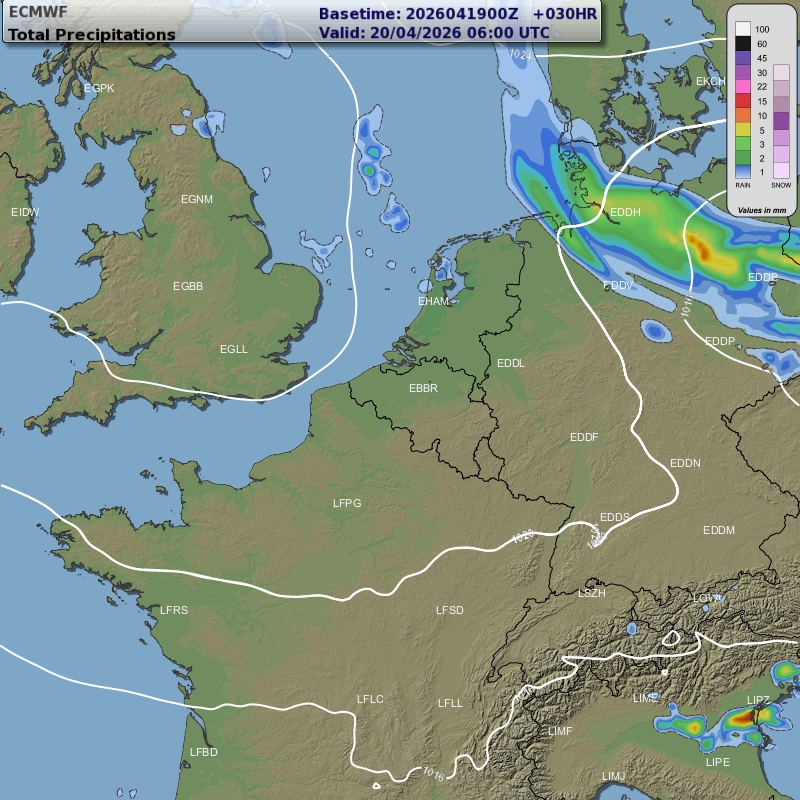 ECMWF
Basetime: 2026041900Z +030HR
Total Precipitations
Valid: 20/04/2026 06:00 UTC
100
60
45
30
22
15
10
5
3
2
1
RAIN
SNOW
Values in mm
1024
EGPK
EKCH
EGNM
EIDW
EDDH
EGBB
EDDV
EDDB
EHAM
1016
EGLL
EDDP
EDDL
EBBR
EDDF
EDDN
LFPG
EDDS
EDDM
1020
LSZH
LOWI
LFRS
LFSD
LFLC
LFLL
LIML
LIPZ
LIMF
LFBD
LIPE
1016
LIMJ